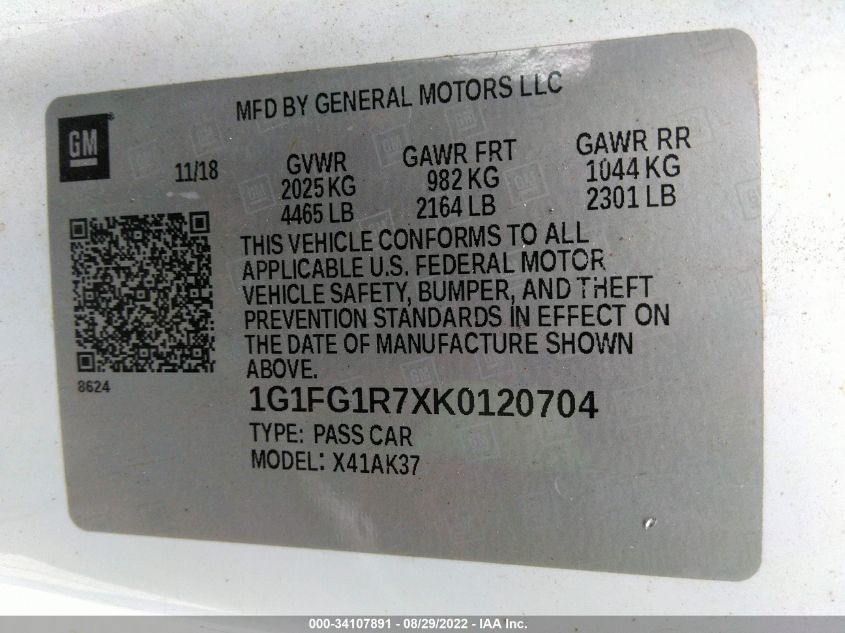 MFD BY GENERAL MOTORS LLC
GM
11/18
GVWR GAWR FRT GAWR RR
2025 KG 982 KG 1044 KG
4465 LB 2164 LB 2301 LB
THIS VEHICLE CONFORMS TO ALL
APPLICABLE U.S. FEDERAL MOTOR
VEHICLE SAFETY, BUMPER, AND THEFT
PREVENTION STANDARDS IN EFFECT ON
THE DATE OF MANUFACTURE SHOWN
ABOVE.
8624
1G1FG1R7XK0120704
TYPE: PASS CAR
MODEL: X41AK37
000-34107891 - 08/29/2022 - IAA Inc.